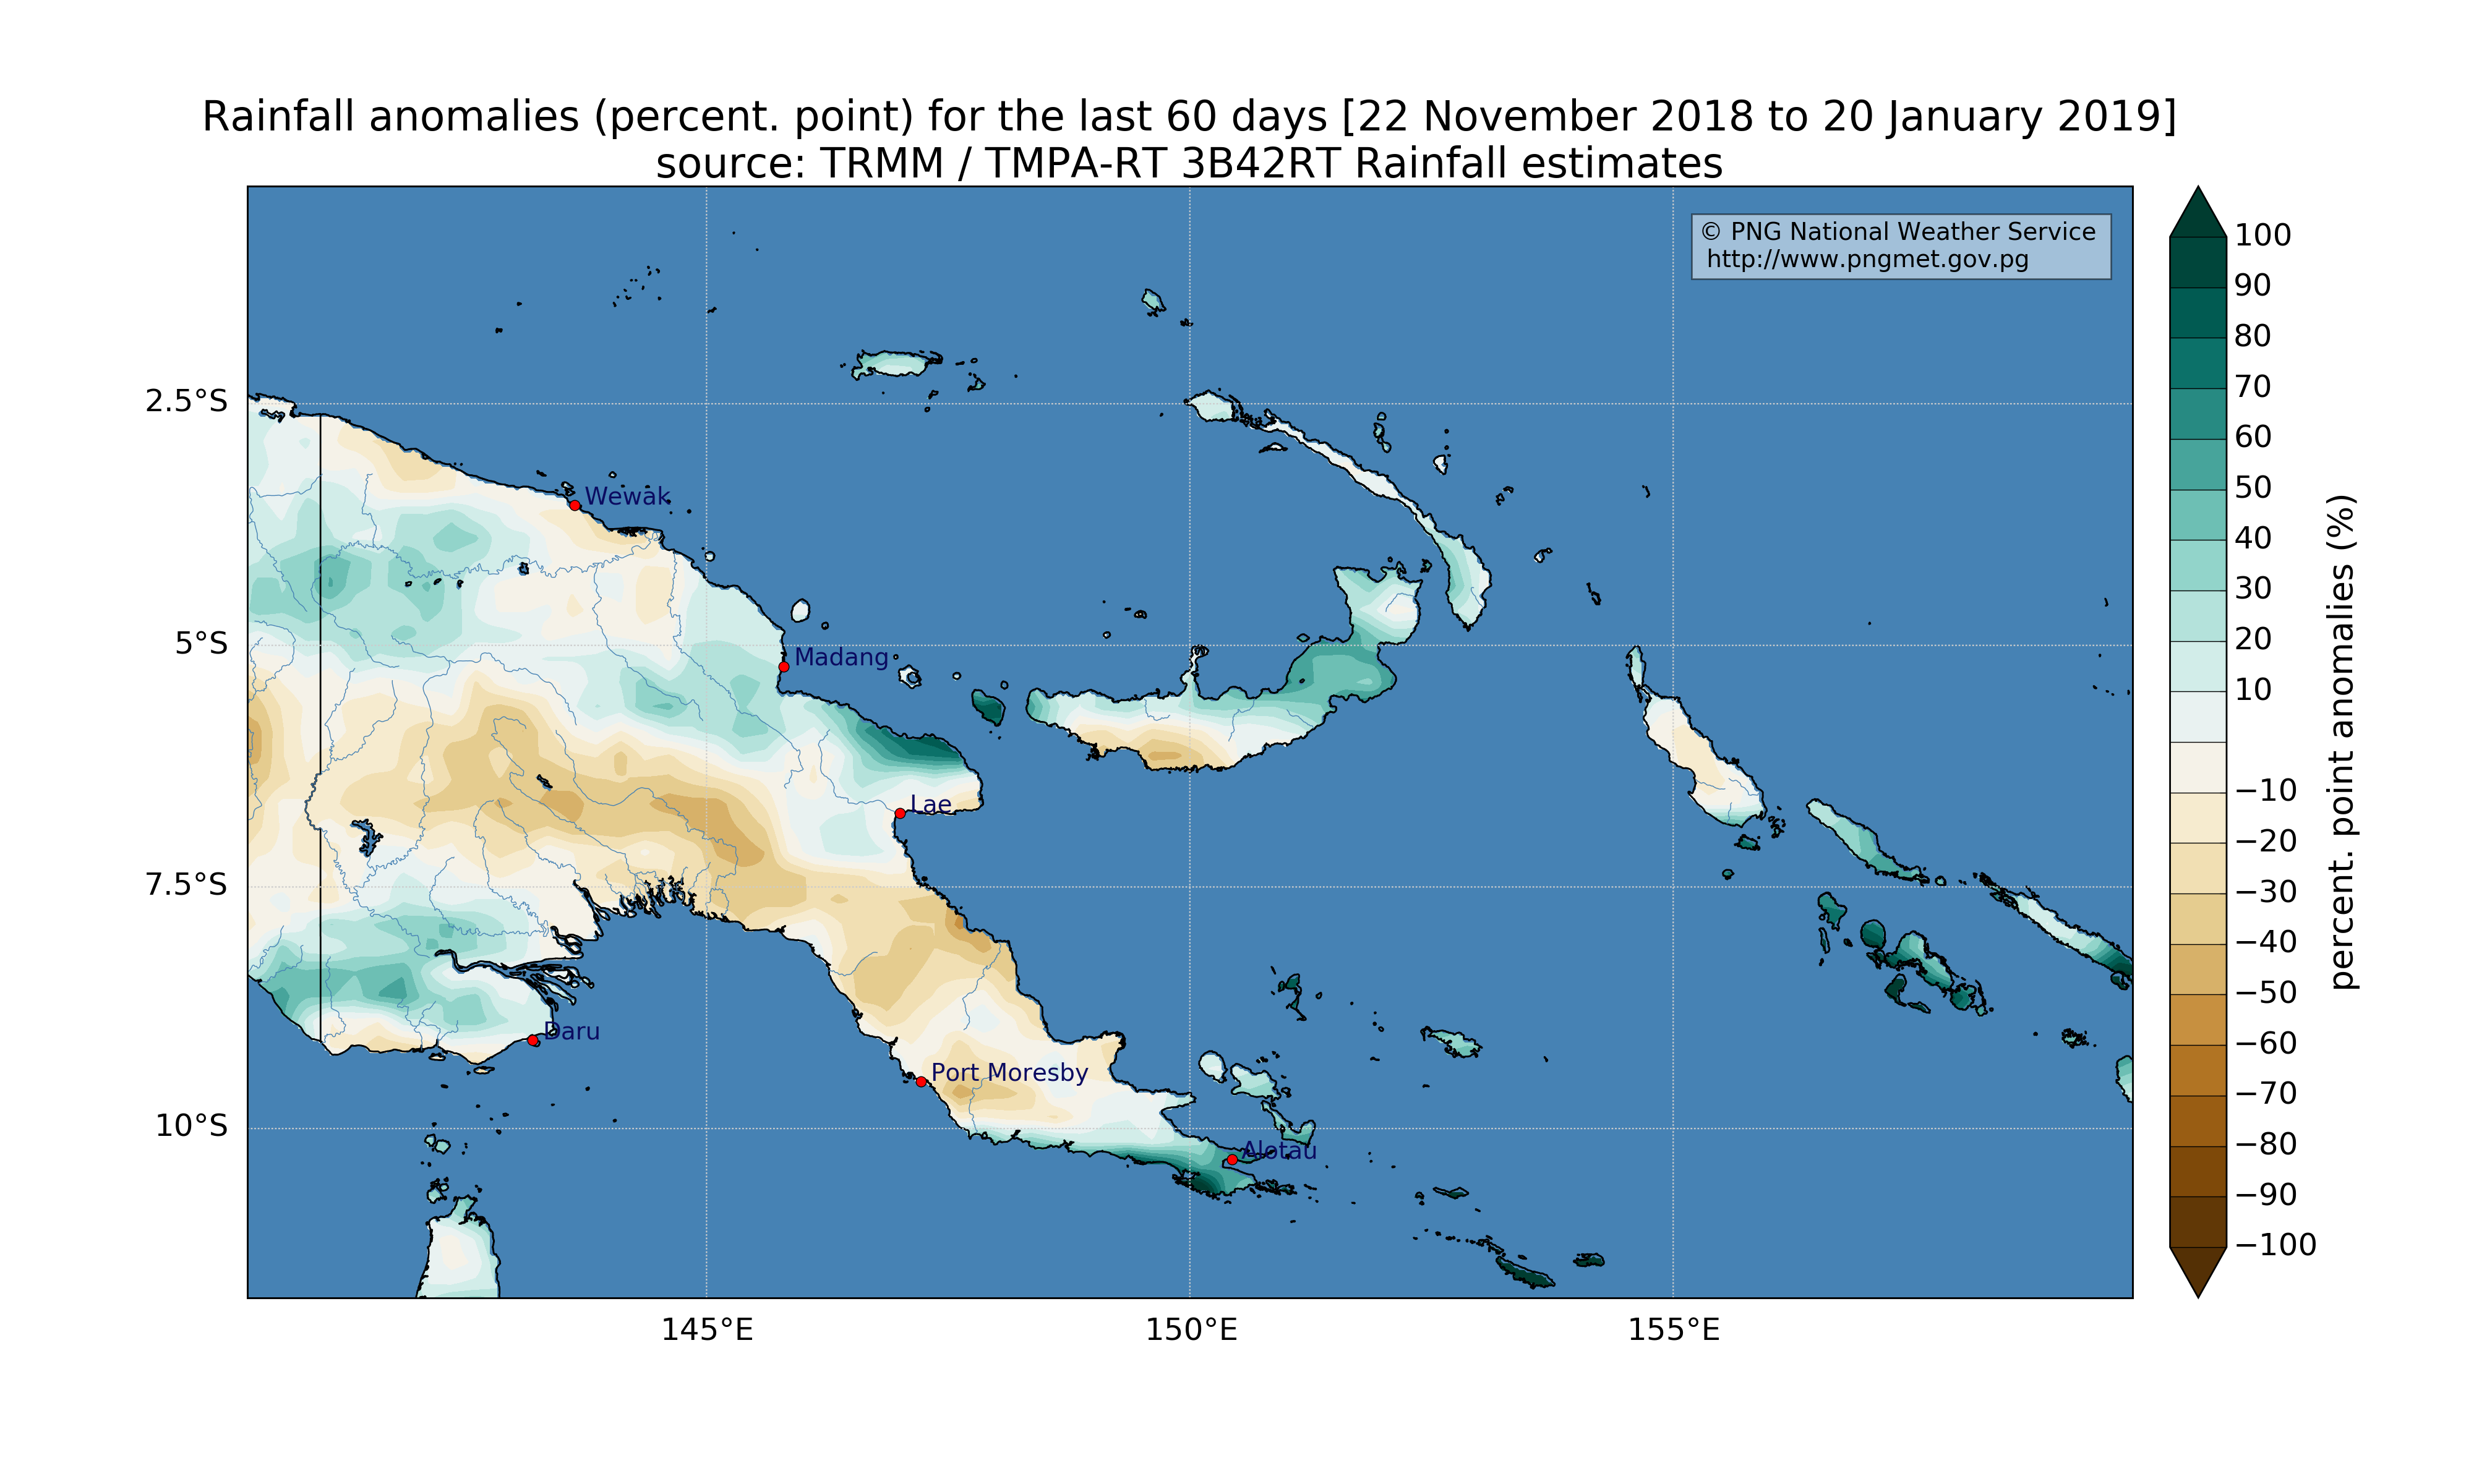 Rainfall anomalies (percent. point) for the last 60 days [22 November 2018 to 20 January 2019]
source: TRMM / TMPA-RT 3B42RT Rainfall estimates
© PNG National Weather Service
http://www.pngmet.gov.pg
2.5°S
5°S
7.5°S
10°S
145°E
150°E
155°E
Wewak
Madang
Lae
Daru
Port Moresby
Alotau
100
90
80
70
60
50
40
30
20
10
−10
−20
−30
−40
−50
−60
−70
−80
−90
−100
percent. point anomalies (%)